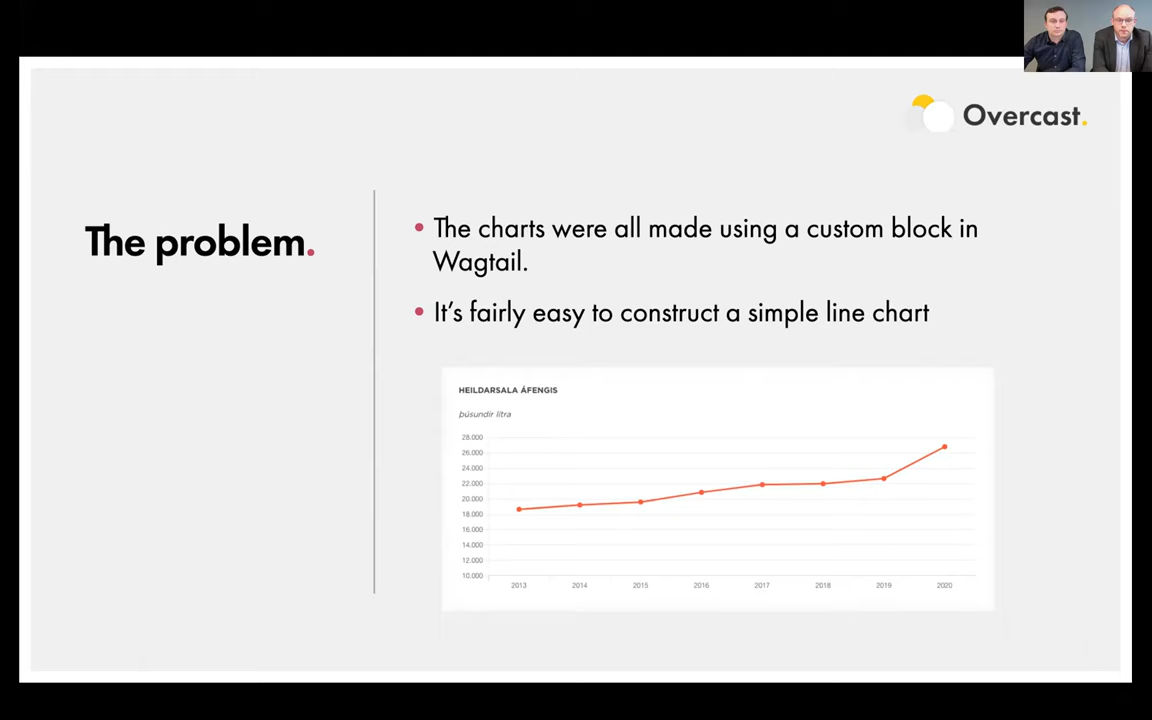 Overcast.
The problem.
The charts were all made using a custom block in
Wagtail.
It’s fairly easy to construct a simple line chart
HEILDARSALA ÁFENGIS
þúsundir lítra
28.000
26.000
24.000
22.000
20.000
18.000
16.000
14.000
12.000
10.000
2013 2014 2015 2016 2017 2018 2019 2020